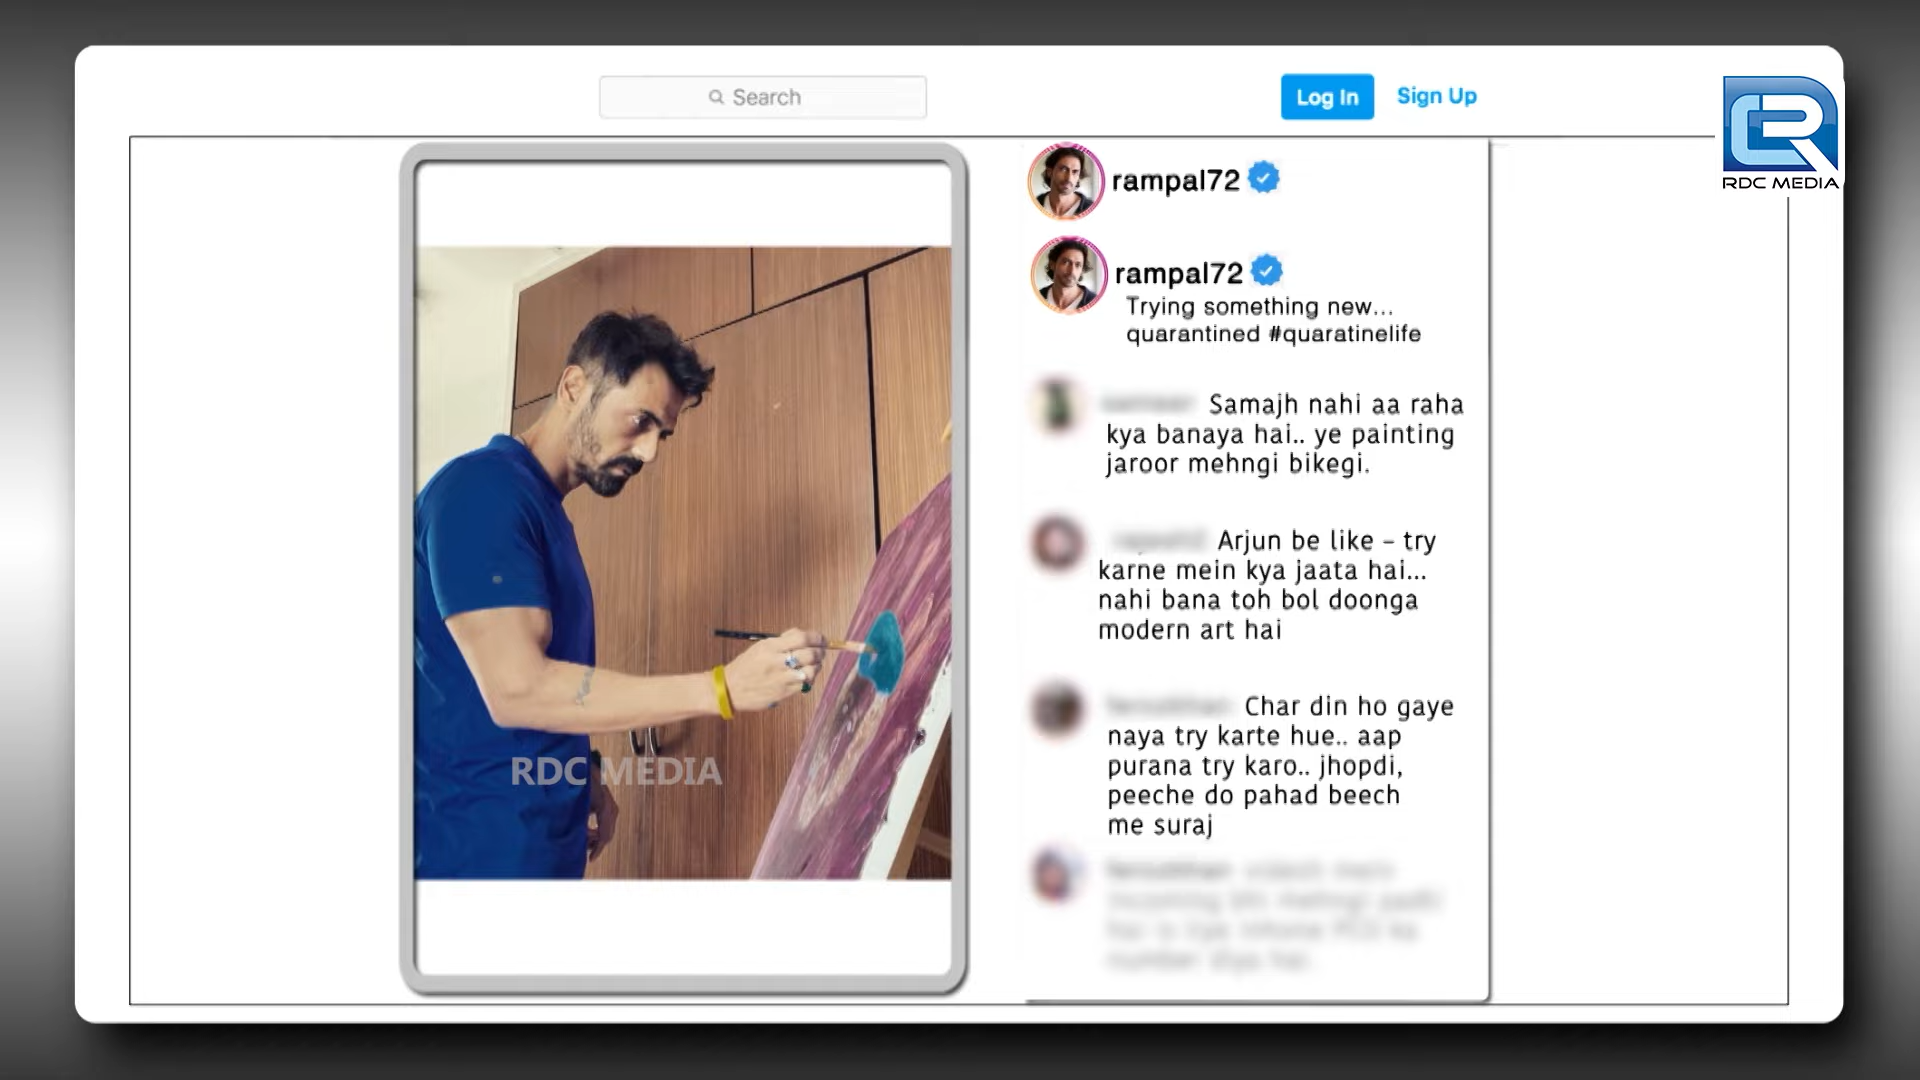 Search
Log In
Sign Up
RDC MEDIA
rampal72
rampal72
Trying something new...
quarantined #quaratinelife
Samajh nahi aa raha
kya banaya hai.. ye painting
jaroor mehngi bikegi.
Arjun be like - try
karne mein kya jaata hai...
nahi bana toh bol doonga
modern art hai
Char din ho gaye
naya try karte hue.. aap
purana try karo.. jhopdi,
peeche do pahad beech
me suraj
RDC MEDIA